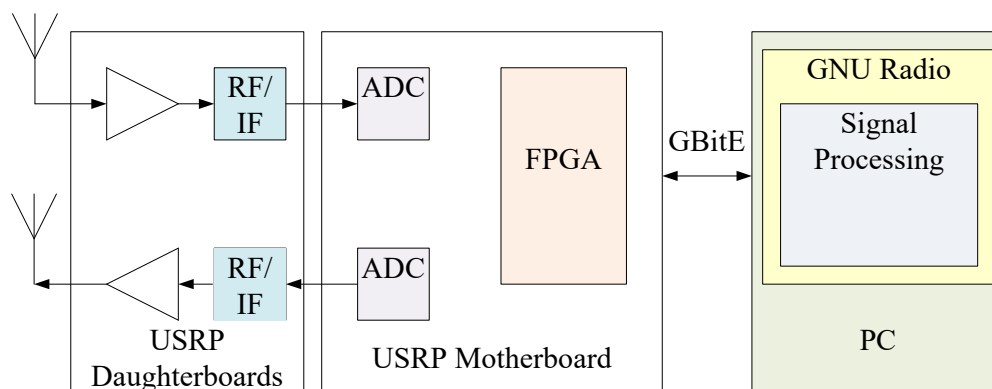 RF/
IF
ADC
FPGA
GBitE
GNU Radio
Signal
Processing
RF/
IF
ADC
USRP
Daughterboards
USRP Motherboard
PC